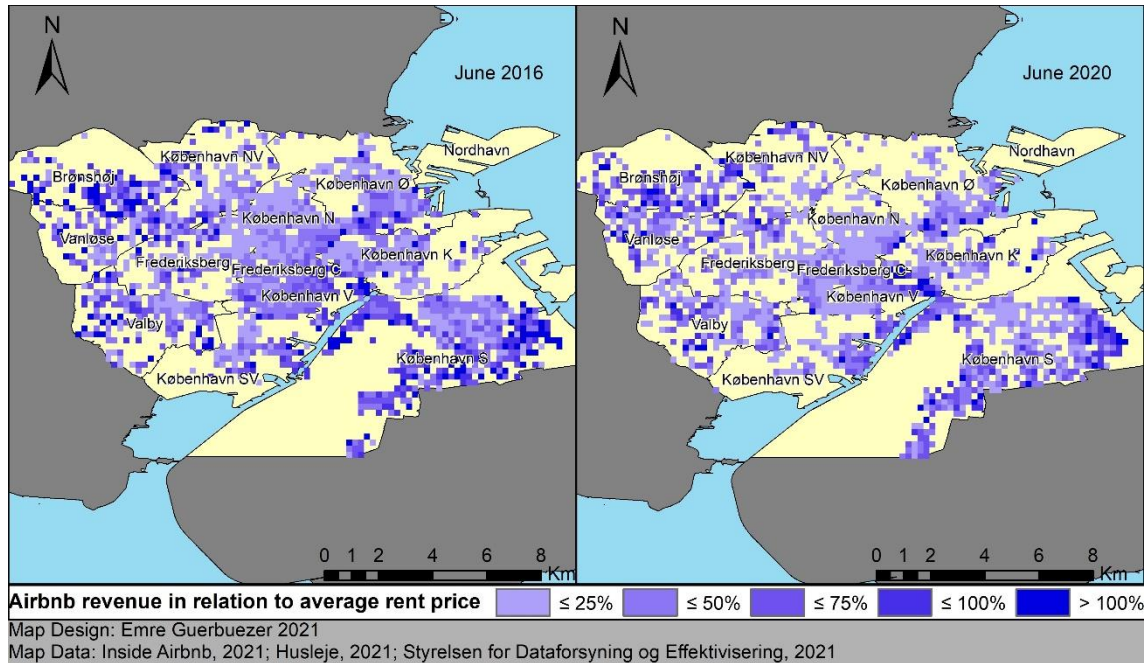 N
June 2016
Nordhavn
København NV
Brønshøj
København Ø
København N
Vanløse
København K
Frederiksberg
Frederiksberg C
København V
Valby
København S
København SV
0 1 2 4 6 8
Km
N
June 2020
Nordhavn
København NV
Brønshøj
København Ø
København N
Vanløse
København K
Frederiksberg
Frederiksberg C
København V
Valby
København S
København SV
0 1 2 4 6 8
Km
Airbnb revenue in relation to average rent price ≤ 25% ≤ 50% ≤ 75% ≤ 100% > 100%
Map Design: Emre Guerbuezer 2021
Map Data: Inside Airbnb, 2021; Husleje, 2021; Styrelsen for Dataforsyning og Effektivisering, 2021